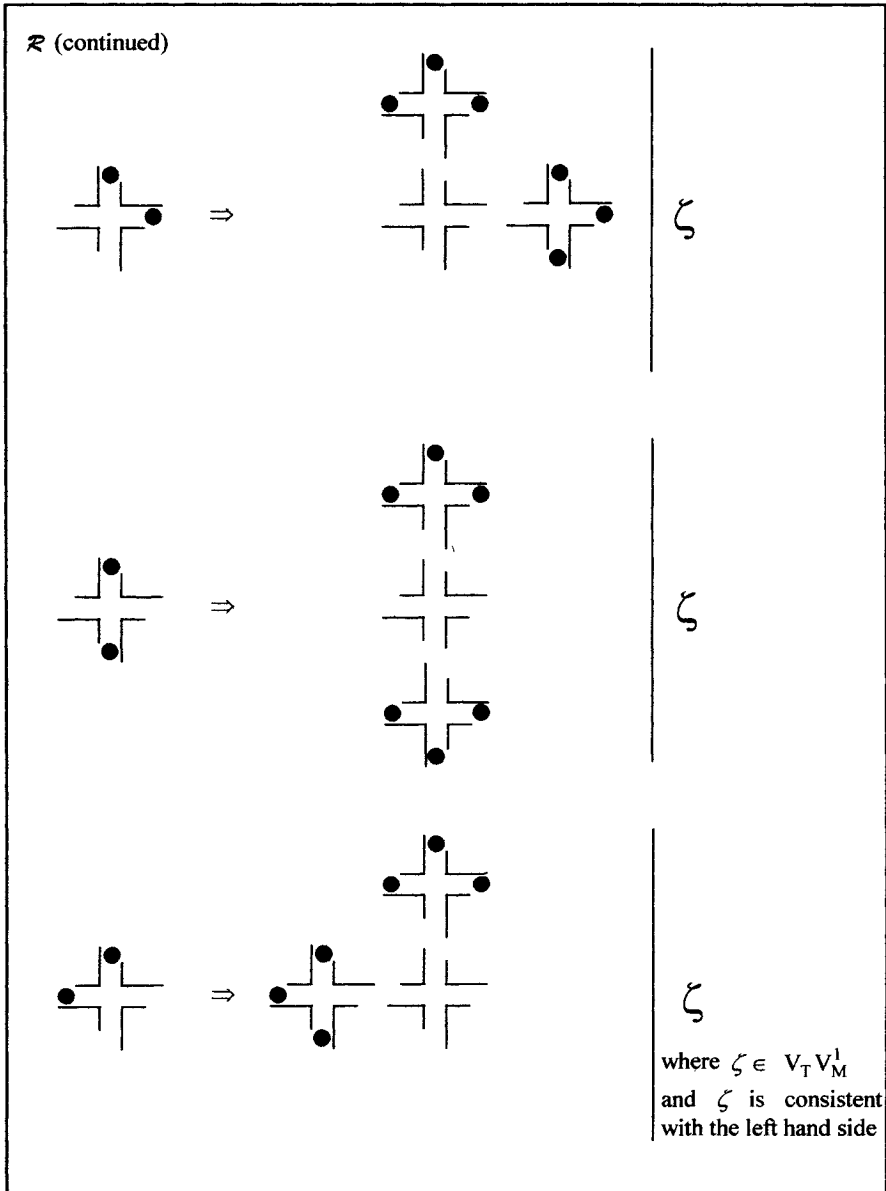 𝓡 (continued)
⇒
ζ
⇒
ζ
⇒
ζ
where ζ ∈ V_T V_M^1
and ζ is consistent
with the left hand side